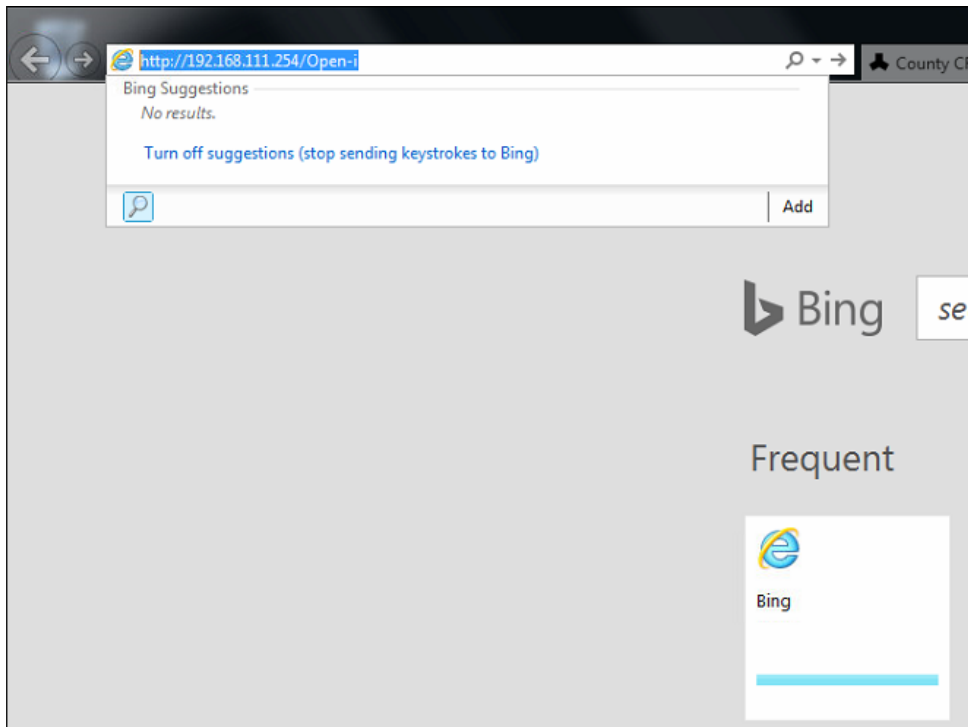 http://192.168.111.254/Open-i
County CF
Bing Suggestions
No results.
Turn off suggestions (stop sending keystrokes to Bing)
Add
Bing
se
Frequent
Bing